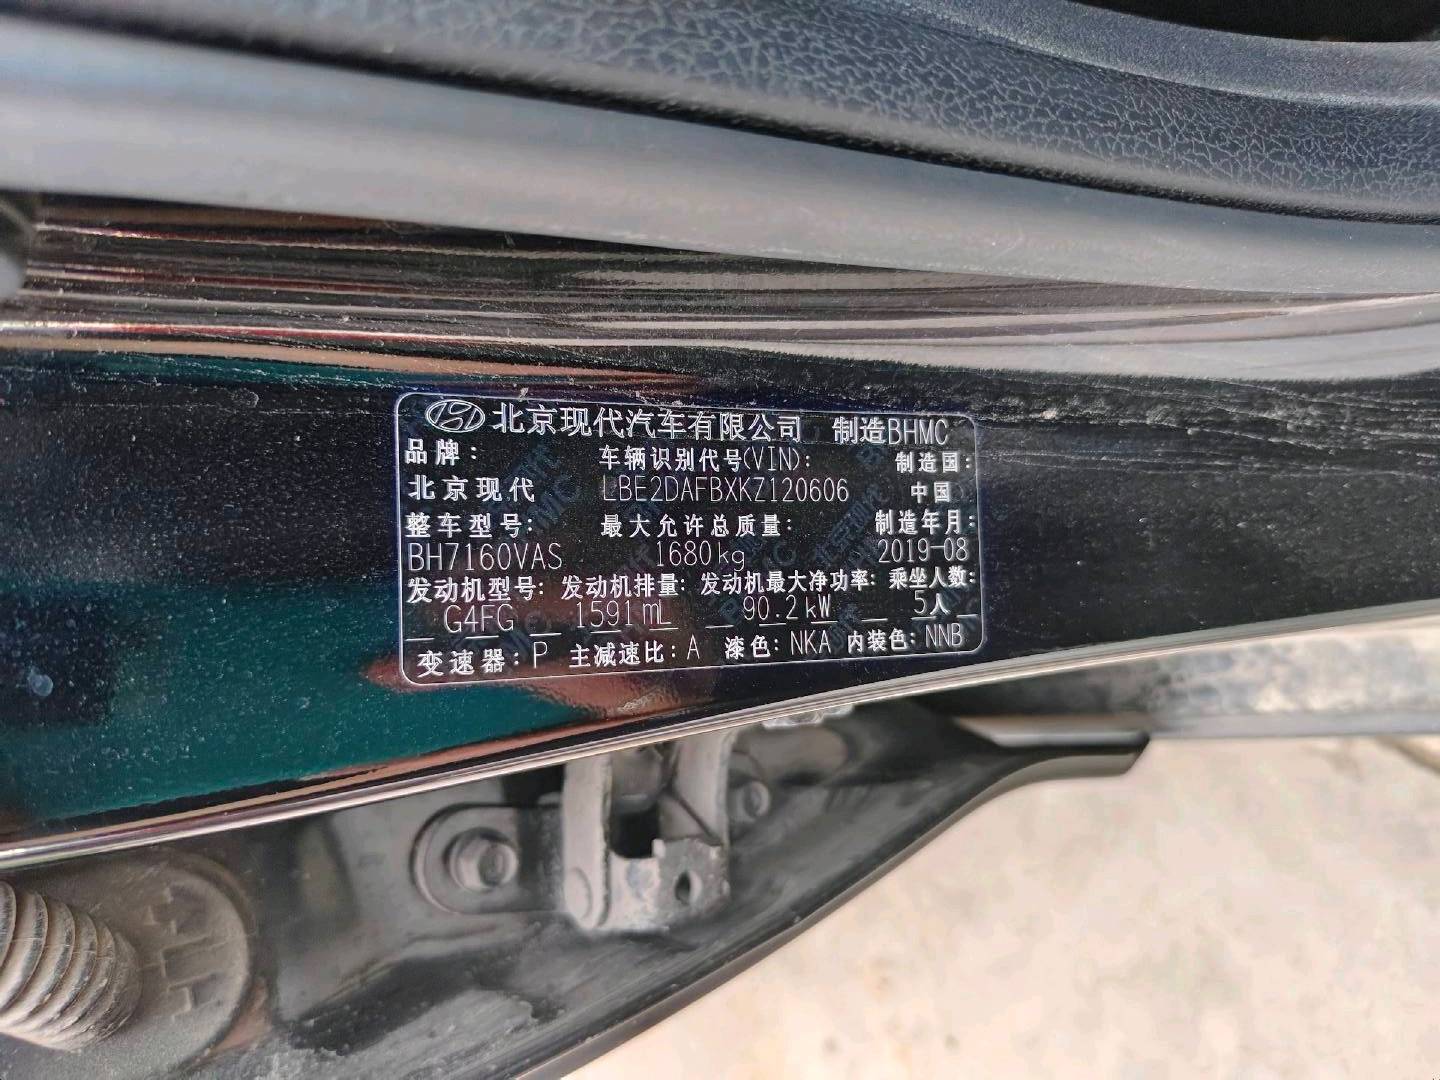 北京现代汽车有限公司 制造BHMC
品牌: 车辆识别代号(VIN): 制造国:
北京现代 LBE2DAFBXKZ120606 中国
整车型号: 最大允许总质量: 制造年月:
BH7160VAS 1680kg 2019-08
发动机型号: 发动机排量: 发动机最大净功率: 乘坐人数:
G4FG 1591mL 90.2kW 5人
变速器: P 主减速比: A 漆色: NKA 内装色: NNB